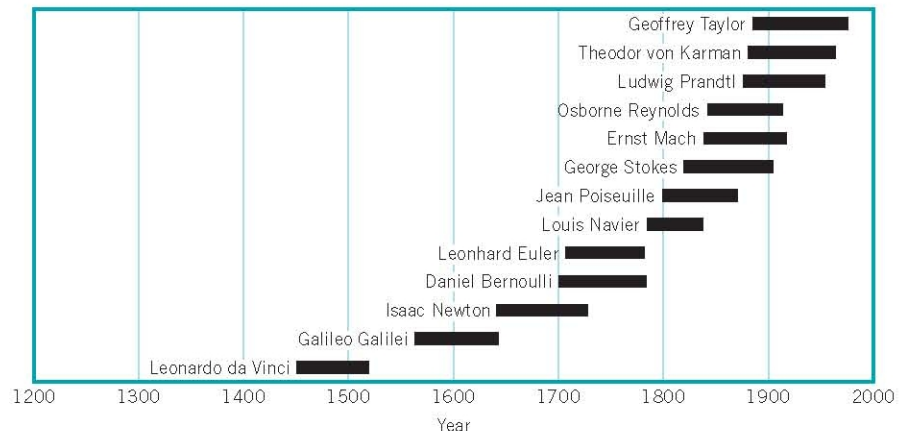 Geoffrey Taylor
Theodor von Karman
Ludwig Prandtl
Osborne Reynolds
Ernst Mach
George Stokes
Jean Poiseuille
Louis Navier
Leonhard Euler
Daniel Bernoulli
Isaac Newton
Galileo Galilei
Leonardo da Vinci
1200 1300 1400 1500 1600 1700 1800 1900 2000
Year